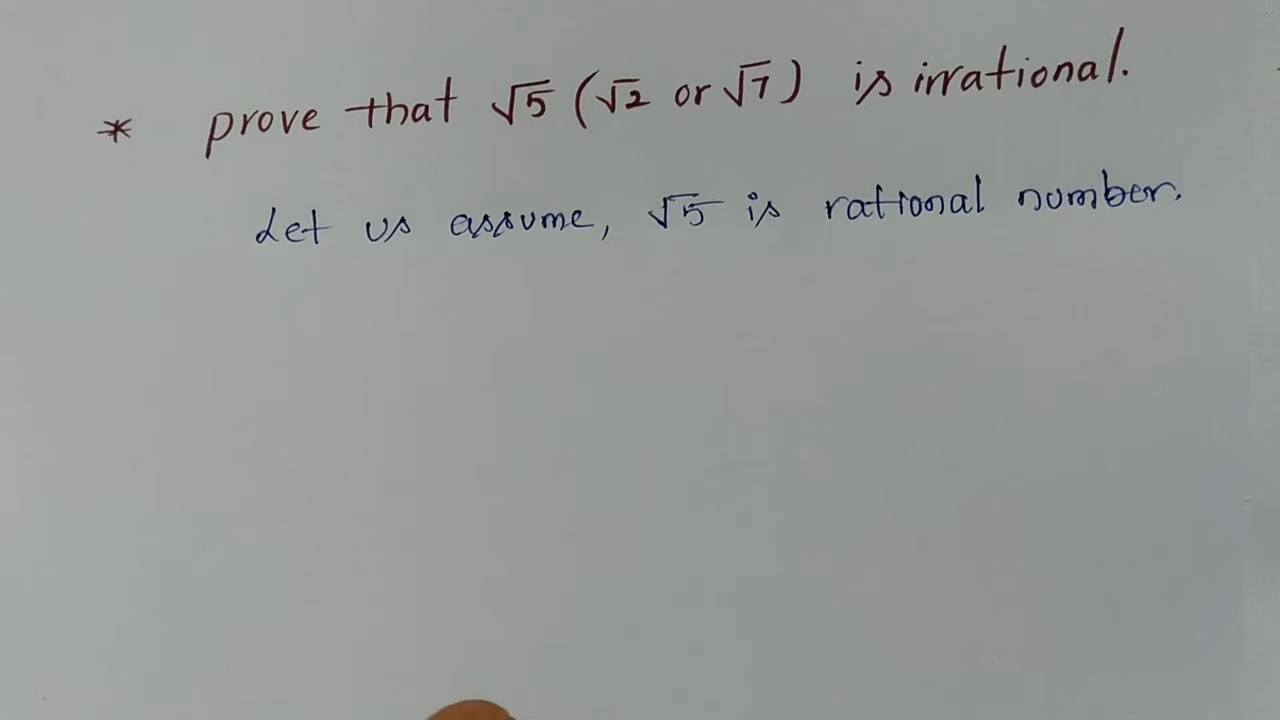 * prove that √5 (√2 or √7) is irrational.
Let us assume, √5 is rational number.